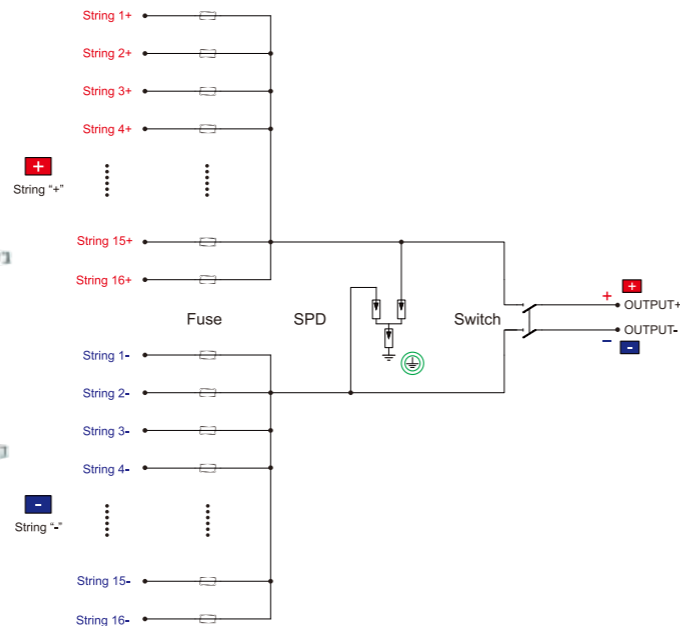 String 1+
String 2+
String 3+
String 4+
+
String "+"
String 15+
String 16+
+
+
OUTPUT+
Fuse
SPD
Switch
OUTPUT-
−
-
String 1-
String 2-
String 3-
String 4-
-
String "-"
String 15-
String 16-